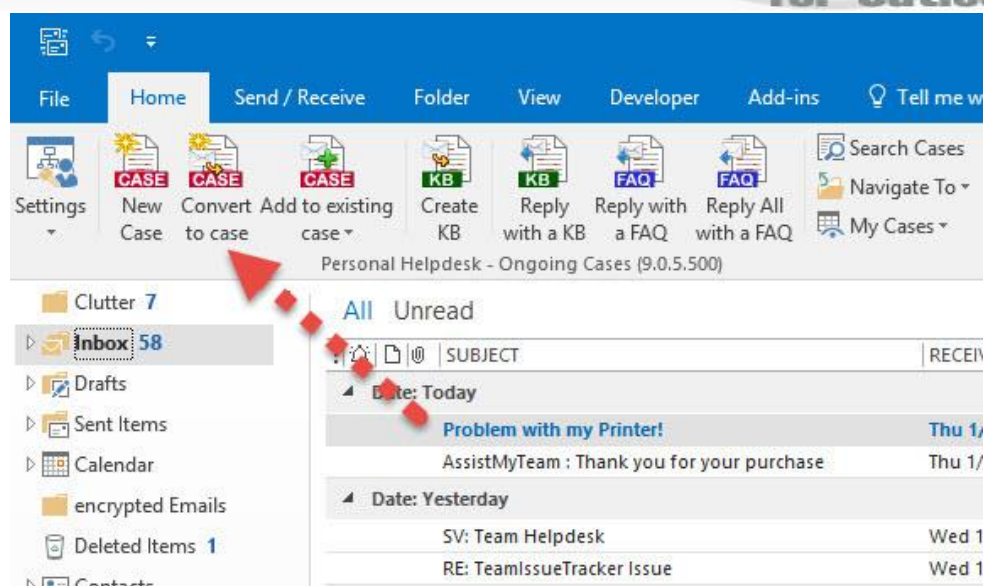 for Outloo
File Home Send / Receive Folder View Developer Add-ins Tell me w
CASE CASE CASE KB KB FAQ FAQ
Settings
New Case
Convert to case
Add to existing case
Create KB
Reply with a KB
Reply with a FAQ
Reply All with a FAQ
Search Cases
Navigate To
My Cases
Personal Helpdesk - Ongoing Cases (9.0.5.500)
Clutter 7
Inbox 58
Drafts
Sent Items
Calendar
encrypted Emails
Deleted Items 1
Contacts
All Unread
! SUBJECT RECEIV
Date: Today
Problem with my Printer! Thu 1/
AssistMyTeam : Thank you for your purchase Thu 1/
Date: Yesterday
SV: Team Helpdesk Wed 1
RE: TeamIssueTracker Issue Wed 1